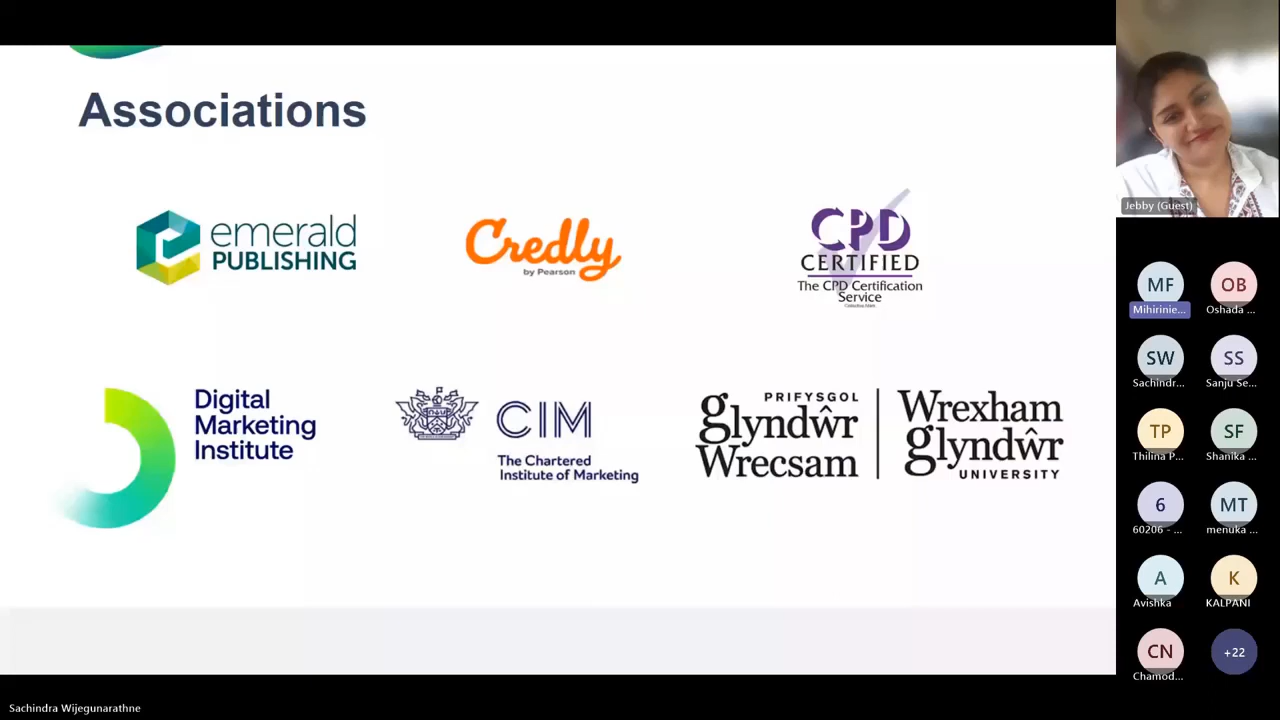 Associations
emerald
PUBLISHING
Credly
by Pearson
CPD
CERTIFIED
The CPD Certification
Service
Digital
Marketing
Institute
CIM
The Chartered
Institute of Marketing
PRIFYSGOL
glyndŵr
Wrecsam
Wrexham
glyndŵr
UNIVERSITY
Jebby (Guest)
MF
OB
Mihirinie...
Oshada ...
SW
SS
Sachindr...
Sanju Se...
TP
SF
Thilina P...
Shanika ...
6
MT
60206 - ...
menuka ...
A
K
Avishka
KALPANI
CN
+22
Chamod...
Sachindra Wijegunarathne